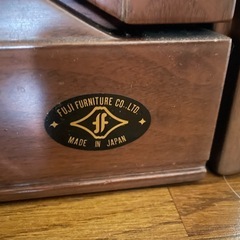 FUJI FURNITURE CO., LTD.
MADE IN JAPAN